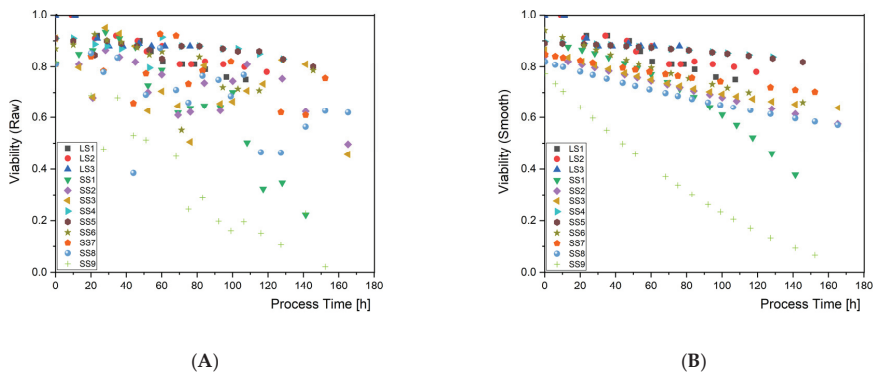 1.0
0.8
0.6
0.4
0.2
0.0
Viability (Raw)
LS1
LS2
LS3
SS1
SS2
SS3
SS4
SS5
SS6
SS7
SS8
SS9
0 20 40 60 80 100 120 140 160 180
Process Time [h]
(A)
1.0
0.8
0.6
0.4
0.2
0.0
Viability (Smooth)
LS1
LS2
LS3
SS1
SS2
SS3
SS4
SS5
SS6
SS7
SS8
SS9
0 20 40 60 80 100 120 140 160 180
Process Time [h]
(B)